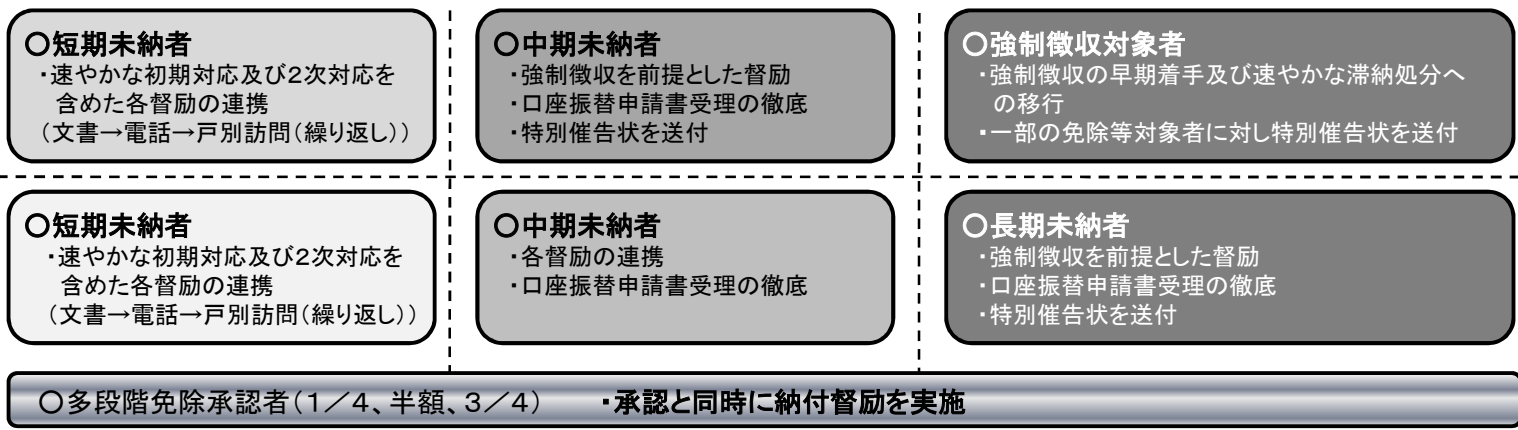 ○短期未納者
・速やかな初期対応及び2次対応を
含めた各督励の連携
(文書→電話→戸別訪問(繰り返し))
○中期未納者
・強制徴収を前提とした督励
・口座振替申請書受理の徹底
・特別催告状を送付
○強制徴収対象者
・強制徴収の早期着手及び速やかな滞納処分へ
の移行
・一部の免除等対象者に対し特別催告状を送付
○短期未納者
・速やかな初期対応及び2次対応を
含めた各督励の連携
(文書→電話→戸別訪問(繰り返し))
○中期未納者
・各督励の連携
・口座振替申請書受理の徹底
○長期未納者
・強制徴収を前提とした督励
・口座振替申請書受理の徹底
・特別催告状を送付
○多段階免除承認者(1/4、半額、3/4) ・承認と同時に納付督励を実施